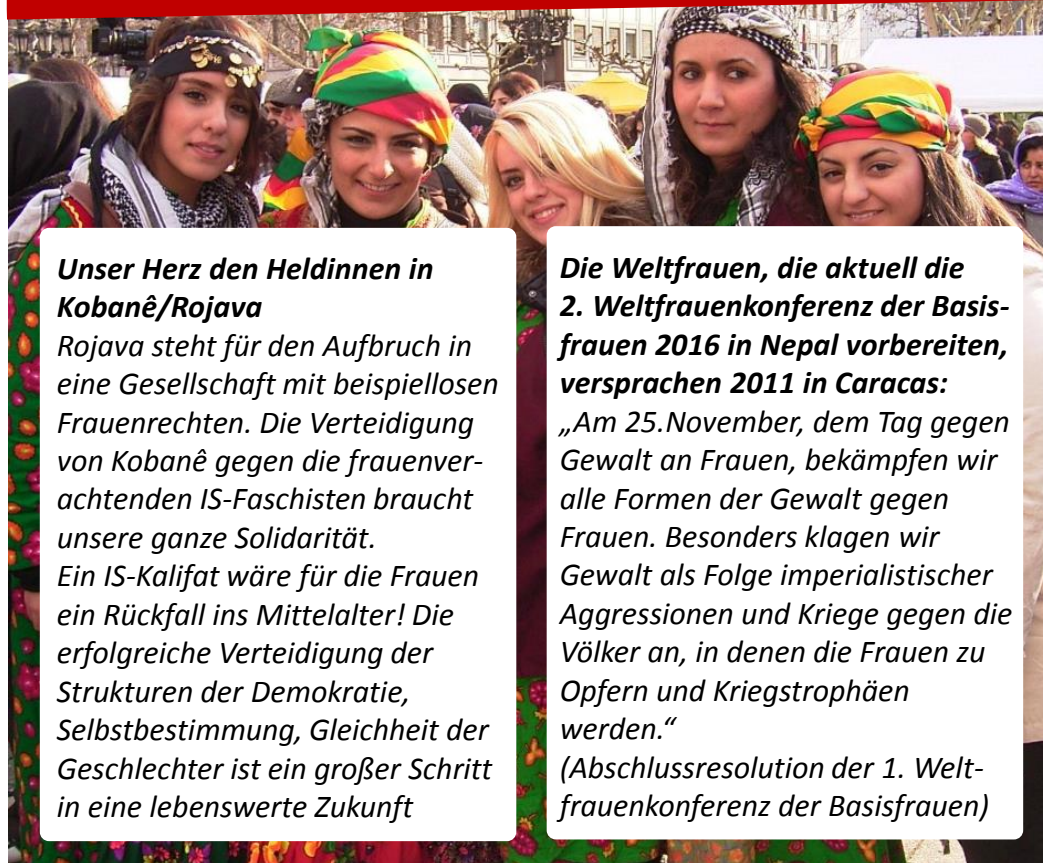 Unser Herz den Heldinnen in
Kobanê/Rojava
Rojava steht für den Aufbruch in
eine Gesellschaft mit beispiellosen
Frauenrechten. Die Verteidigung
von Kobanê gegen die frauenver-
achtenden IS-Faschisten braucht
unsere ganze Solidarität.
Ein IS-Kalifat wäre für die Frauen
ein Rückfall ins Mittelalter! Die
erfolgreiche Verteidigung der
Strukturen der Demokratie,
Selbstbestimmung, Gleichheit der
Geschlechter ist ein großer Schritt
in eine lebenswerte Zukunft
Die Weltfrauen, die aktuell die
2. Weltfrauenkonferenz der Basis-
frauen 2016 in Nepal vorbereiten,
versprachen 2011 in Caracas:
„Am 25.November, dem Tag gegen
Gewalt an Frauen, bekämpfen wir
alle Formen der Gewalt gegen
Frauen. Besonders klagen wir
Gewalt als Folge imperialistischer
Aggressionen und Kriege gegen die
Völker an, in denen die Frauen zu
Opfern und Kriegstrophäen
werden.“
(Abschlussresolution der 1. Welt-
frauenkonferenz der Basisfrauen)